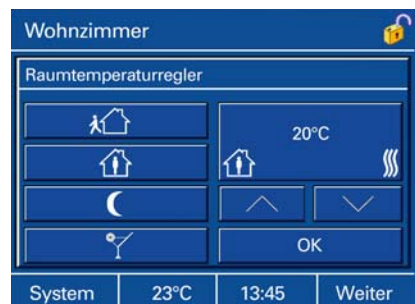 Wohnzimmer
Raumtemperaturregler
20°C
OK
System 23°C 13:45 Weiter